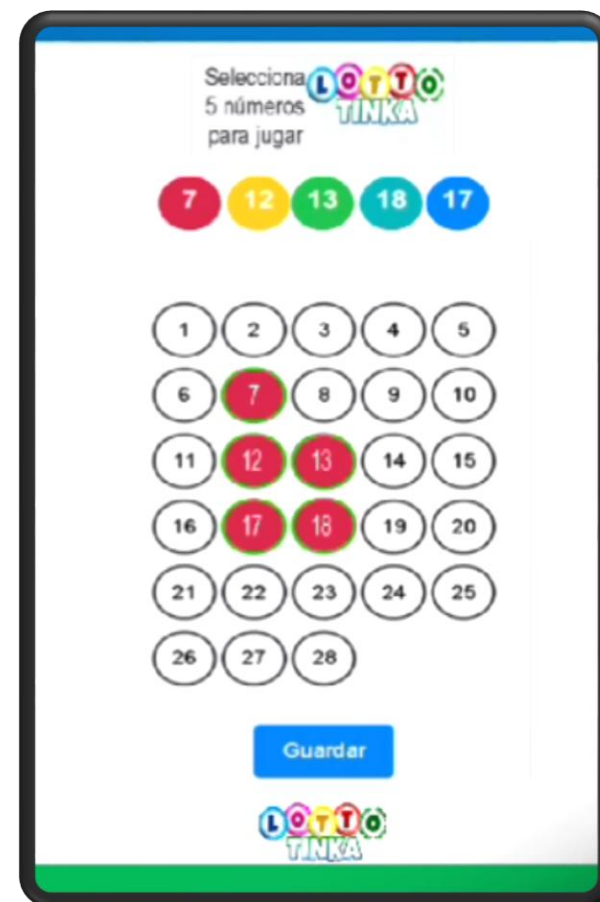 Selecciona LOTTO
5 números TINKA
para jugar
7 12 13 18 17
1 2 3 4 5
6 7 8 9 10
11 12 13 14 15
16 17 18 19 20
21 22 23 24 25
26 27 28
Guardar
LOTTO
TINKA